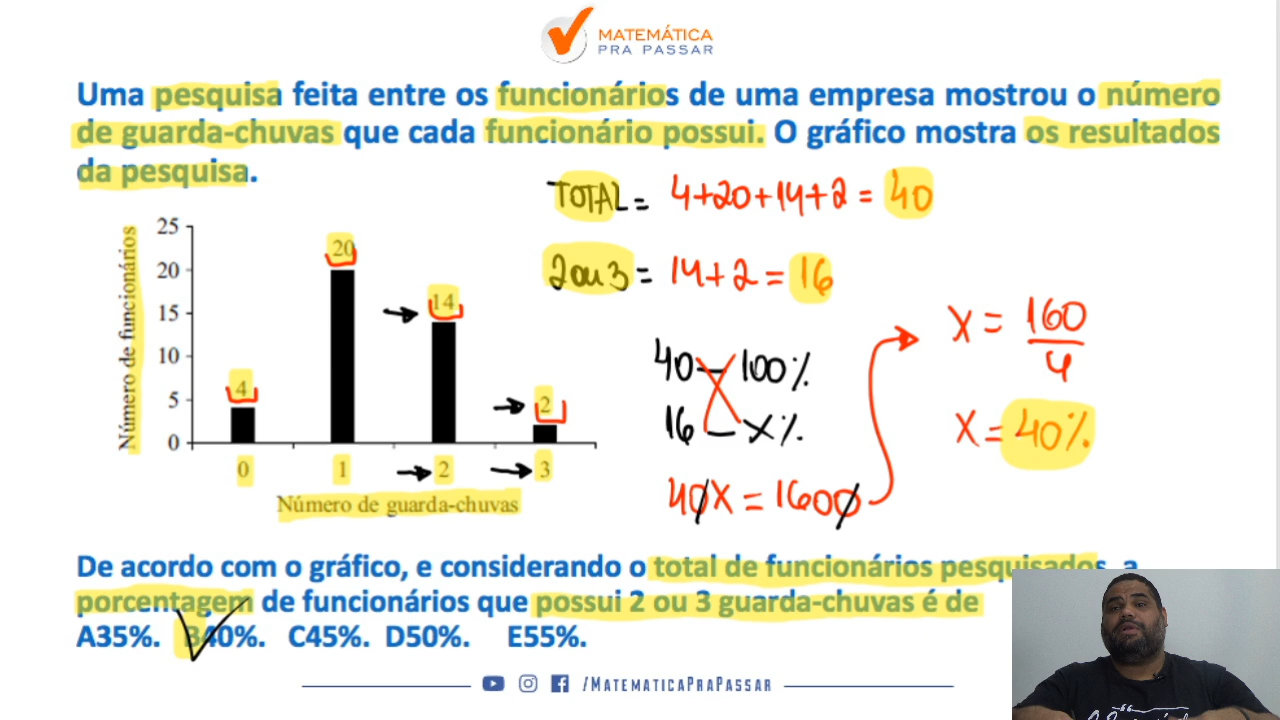 MATEMÁTICA
PRA PASSAR
Uma pesquisa feita entre os funcionários de uma empresa mostrou o número
de guarda-chuvas que cada funcionário possui. O gráfico mostra os resultados
da pesquisa.
TOTAL = 4+20+14+2 = 40
2 ou 3 = 14+2 = 16
40 — 100%
16 — X%
40X = 1600
X = 160
4
X = 40%
Número de funcionários
25
20
15
10
5
0
4
20
14
2
0 1 2 3
Número de guarda-chuvas
De acordo com o gráfico, e considerando o total de funcionários pesquisados, a
porcentagem de funcionários que possui 2 ou 3 guarda-chuvas é de
A35%. B40%. C45%. D50%. E55%.
/MATEMATICAPRAPASSAR